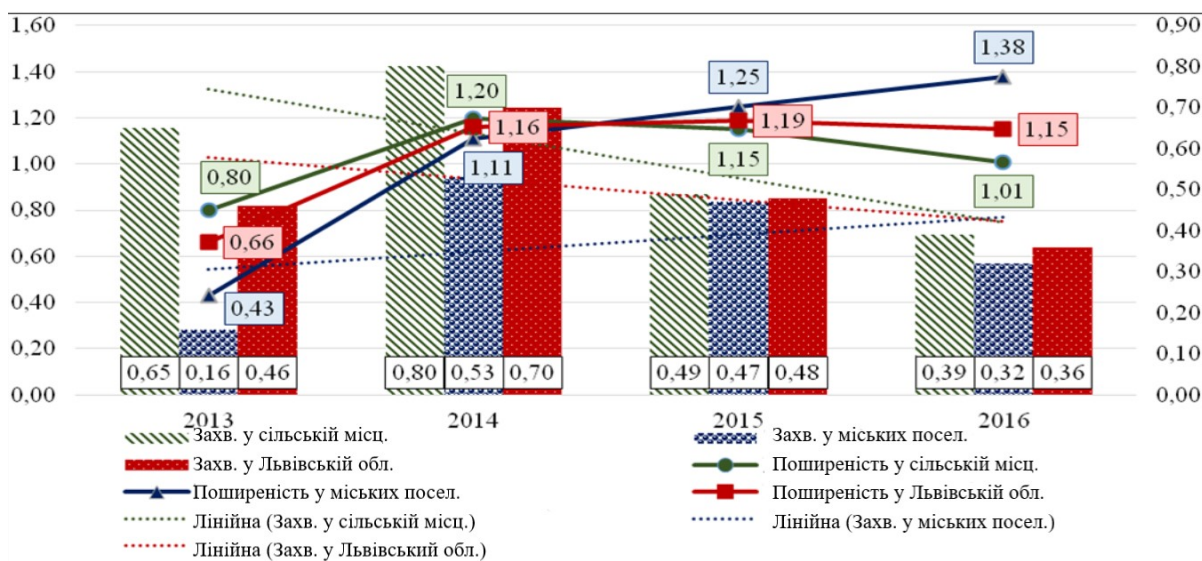 1,60 0,90
1,40 1,38 0,80
1,20 1,20 1,25 0,70
1,00 0,80 1,16 1,19 1,15 0,60
0,80 1,11 1,15 1,01 0,50
0,60 0,66 0,40
0,40 0,43 0,30
0,20 0,20
0,65 0,16 0,46 0,80 0,53 0,70 0,49 0,47 0,48 0,39 0,32 0,36 0,10
0,00 0,00
2013 2014 2015 2016
Захв. у сільській місц. Захв. у міських посел.
Захв. у Львівській обл. Поширеність у сільській місц.
Поширеність у міських посел. Поширеність у Львівській обл.
Лінійна (Захв. у сільській місц.) Лінійна (Захв. у міських посел.)
Лінійна (Захв. у Львівський обл.)